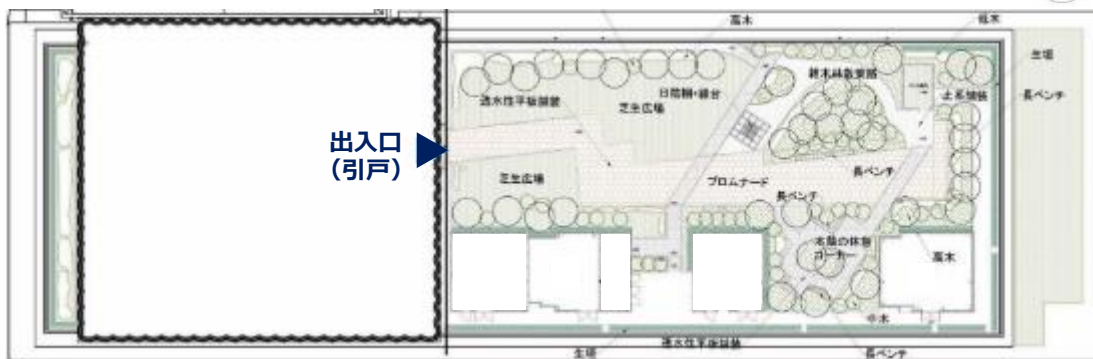 高木
低木
生垣
雑木林散策路
日陰棚・縁台
透水性平板舗装
芝生広場
土系舗装
長ベンチ
出入口
(引戸)
芝生広場
プロムナード
長ベンチ
長ベンチ
木陰の休憩
コーナー
高木
中木
生垣
透水性平板舗装
長ベンチ